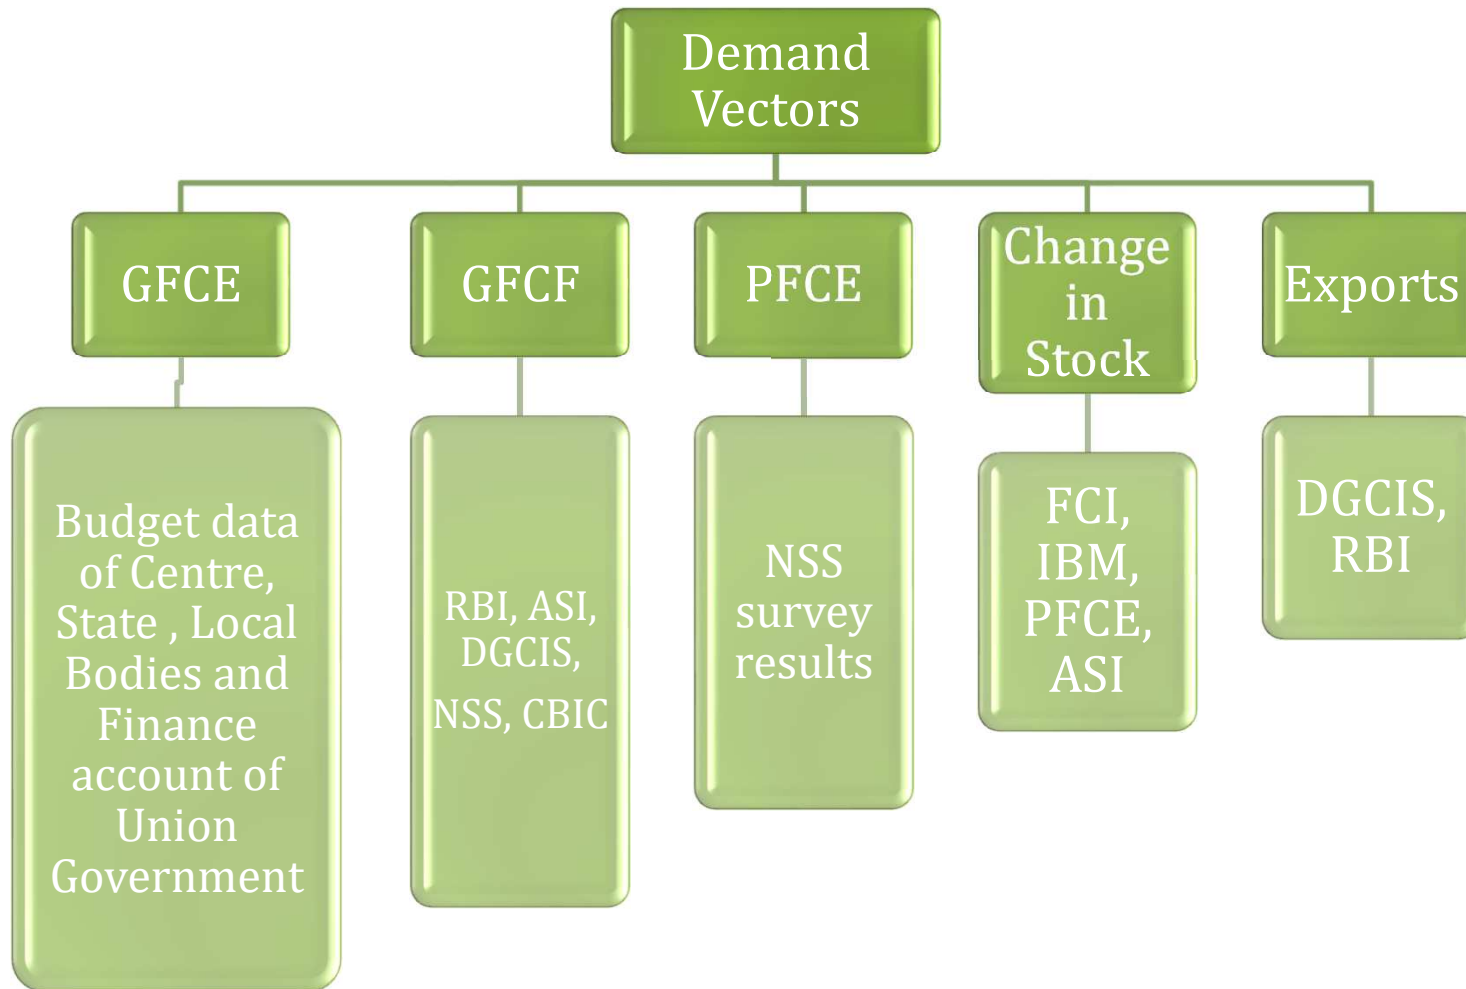 Demand
Vectors
GFCE
GFCF
PFCE
Change
in
Stock
Exports
Budget data
of Centre,
State , Local
Bodies and
Finance
account of
Union
Government
RBI, ASI,
DGCIS,
NSS, CBIC
NSS
survey
results
FCI,
IBM,
PFCE,
ASI
DGCIS,
RBI